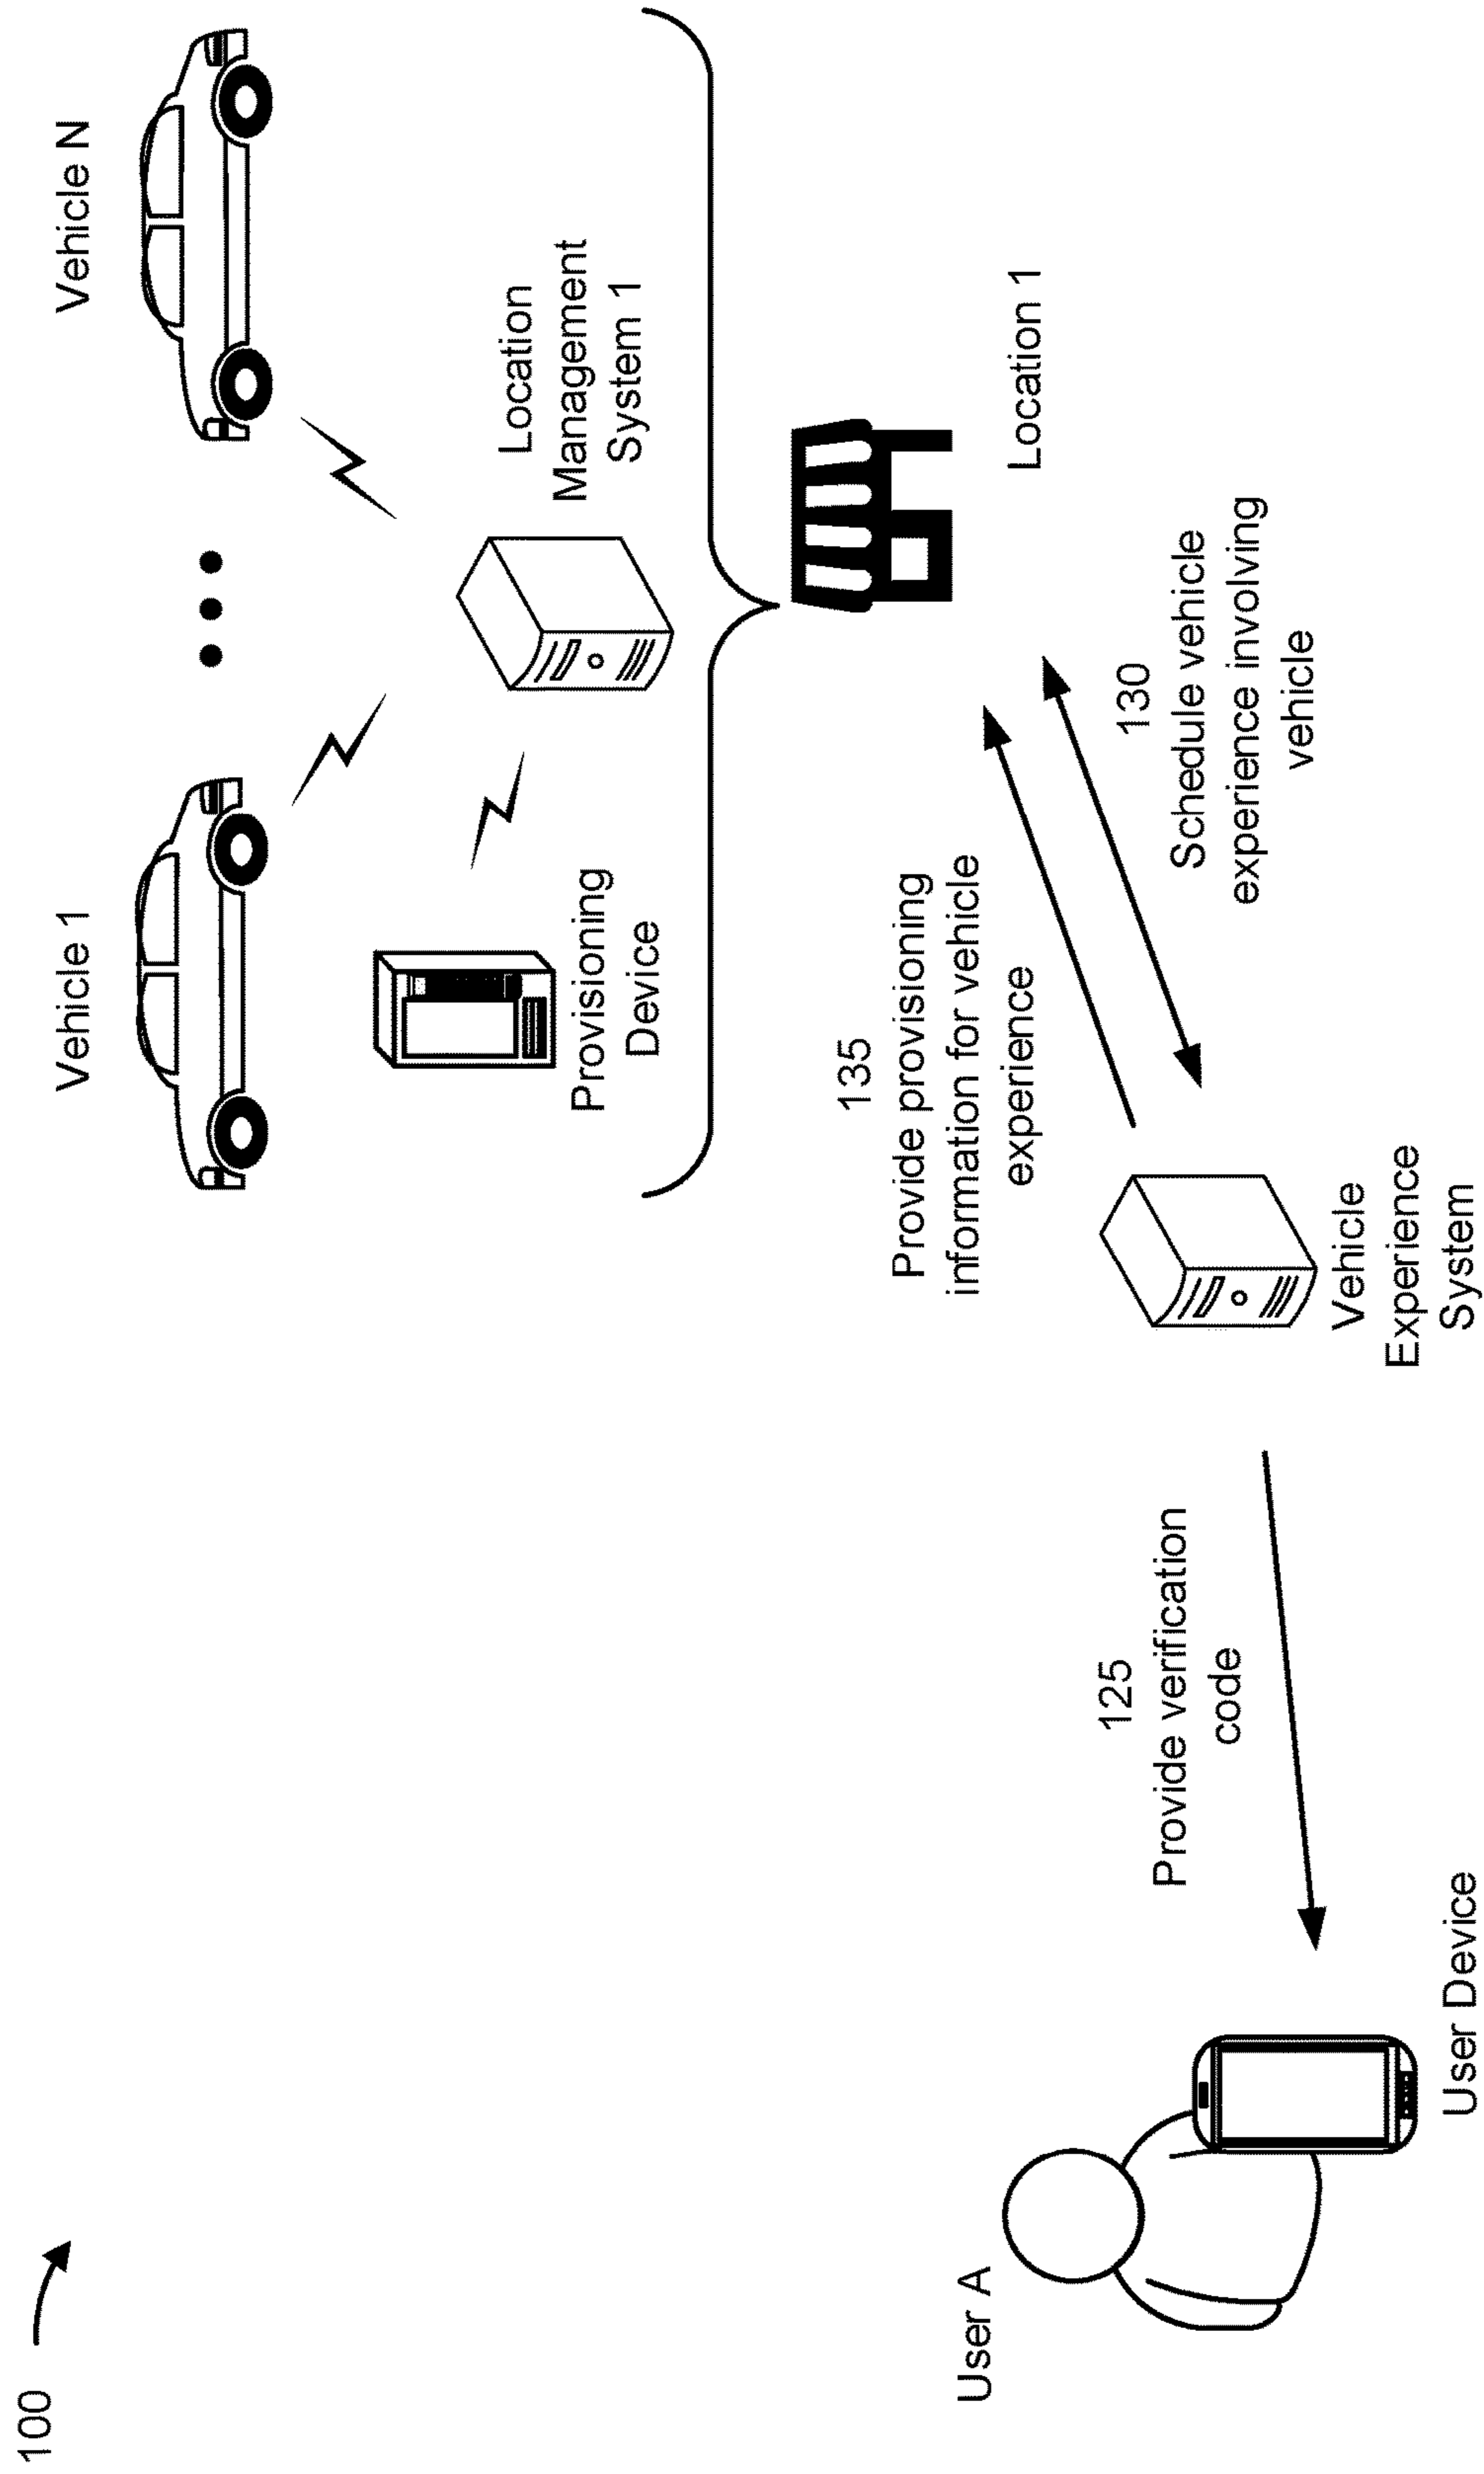 100
Vehicle 1
Vehicle N
Provisioning
Device
Location
Management
System 1
Location 1
135
Provide provisioning
information for vehicle
experience
130
Schedule vehicle
experience involving
vehicle
User A
125
Provide verification
code
User Device
Vehicle
Experience
System